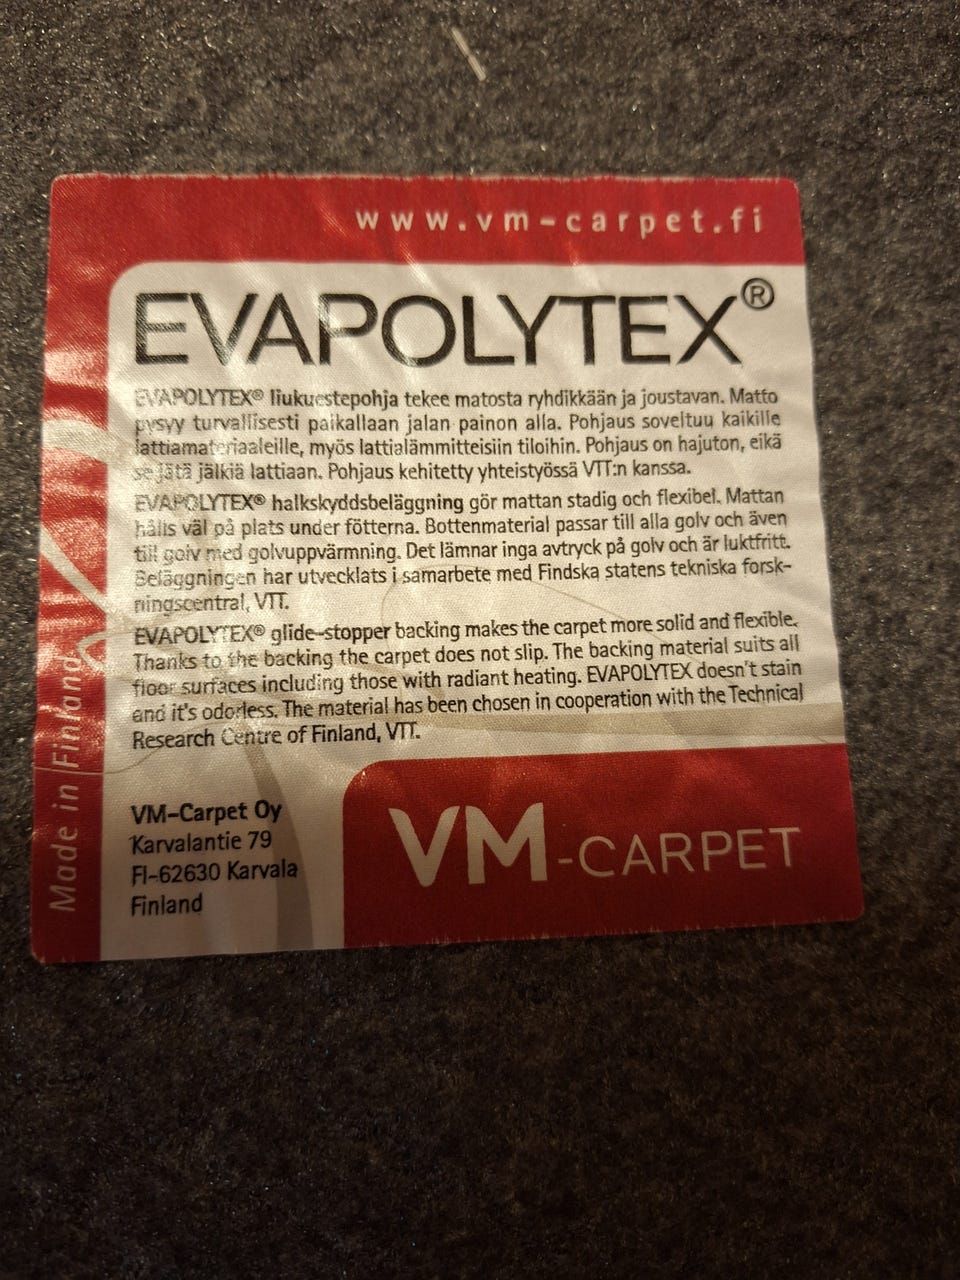 www.vm-carpet.fi
EVAPOLYTEX®
EVAPOLYTEX® liukuestepohja tekee matosta ryhdikkään ja joustavan. Matto
pysyy turvallisesti paikallaan jalan painon alla. Pohjaus soveltuu kaikille
lattiamateriaaleille, myös lattialämmitteisiin tiloihin. Pohjaus on hajuton, eikä
se jätä jälkiä lattiaan. Pohjaus kehitetty yhteistyössä VTT:n kanssa.
EVAPOLYTEX® halkskyddsbeläggning gör mattan stadig och flexibel. Mattan
hålls väl på plats under fötterna. Bottenmaterial passar till alla golv och även
till golv med golvuppvärmning. Det lämnar inga avtryck på golv och är luktfritt.
Beläggningen har utvecklats i samarbete med Findska statens tekniska forsk-
ningscentral, VTT.
EVAPOLYTEX® glide-stopper backing makes the carpet more solid and flexible.
Thanks to the backing the carpet does not slip. The backing material suits all
floor surfaces including those with radiant heating. EVAPOLYTEX doesn't stain
and it's odorless. The material has been chosen in cooperation with the Technical
Research Centre of Finland, VTT.
Made in Finland
VM-Carpet Oy
Karvalantie 79
FI-62630 Karvala
Finland
VM-CARPET